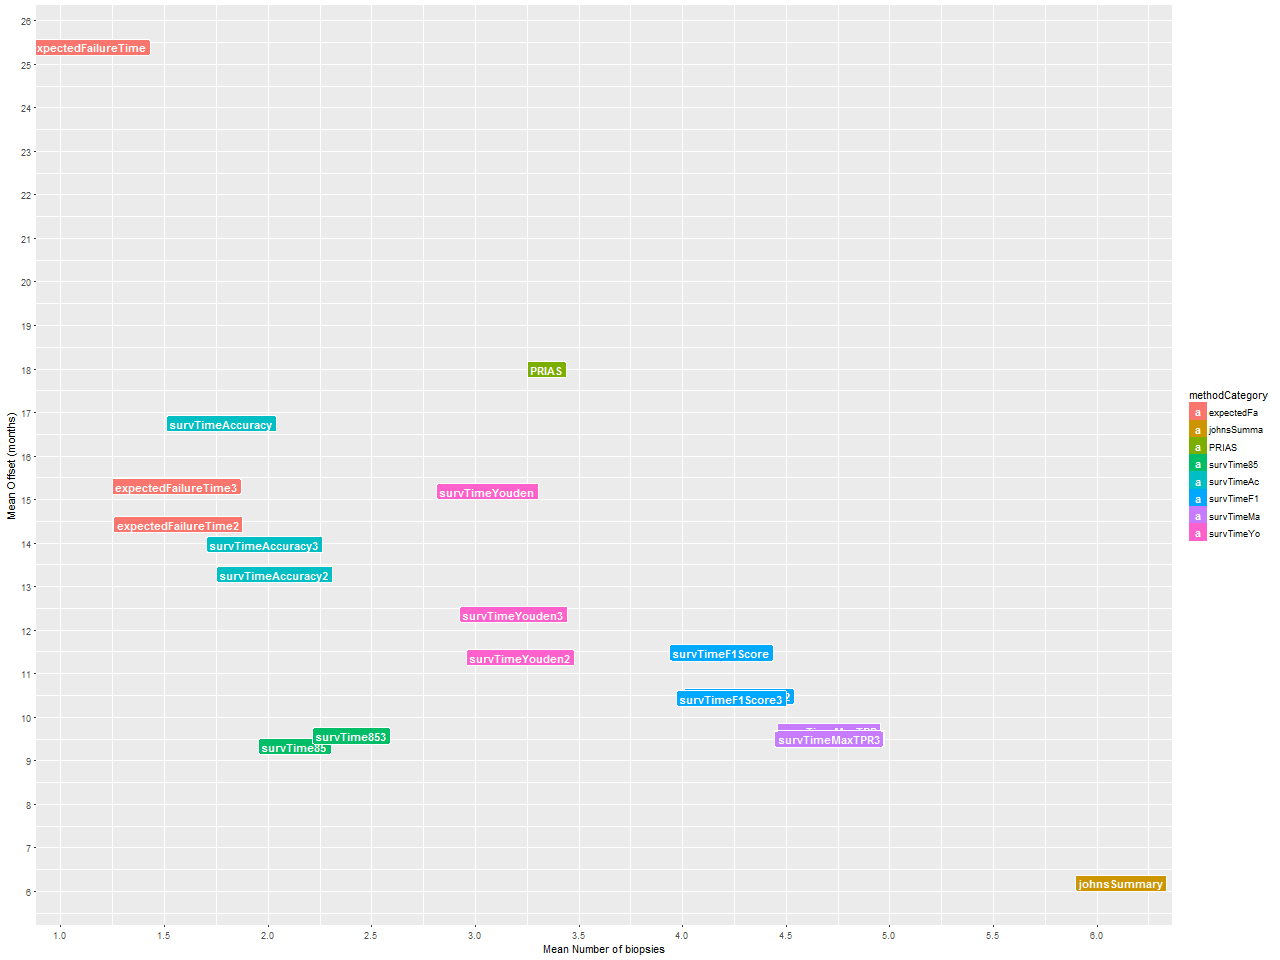 26
25
24
23
22
21
20
19
18
17
16
15
14
13
12
11
10
9
8
7
6
Mean Offset (months)
xpectedFailureTime
PRIAS
survTimeAccuracy
expectedFailureTime3
survTimeYouden
expectedFailureTime2
survTimeAccuracy3
survTimeAccuracy2
survTimeYouden3
survTimeF1Score
survTimeYouden2
survTimeF1Score3
survTime853
survTime85
survTimeMaxTPR3
johnsSummary
1.0 1.5 2.0 2.5 3.0 3.5 4.0 4.5 5.0 5.5 6.0
Mean Number of biopsies
methodCategory
a expectedFa
a johnsSumma
a PRIAS
a survTime85
a survTimeAc
a survTimeF1
a survTimeMa
a survTimeYo